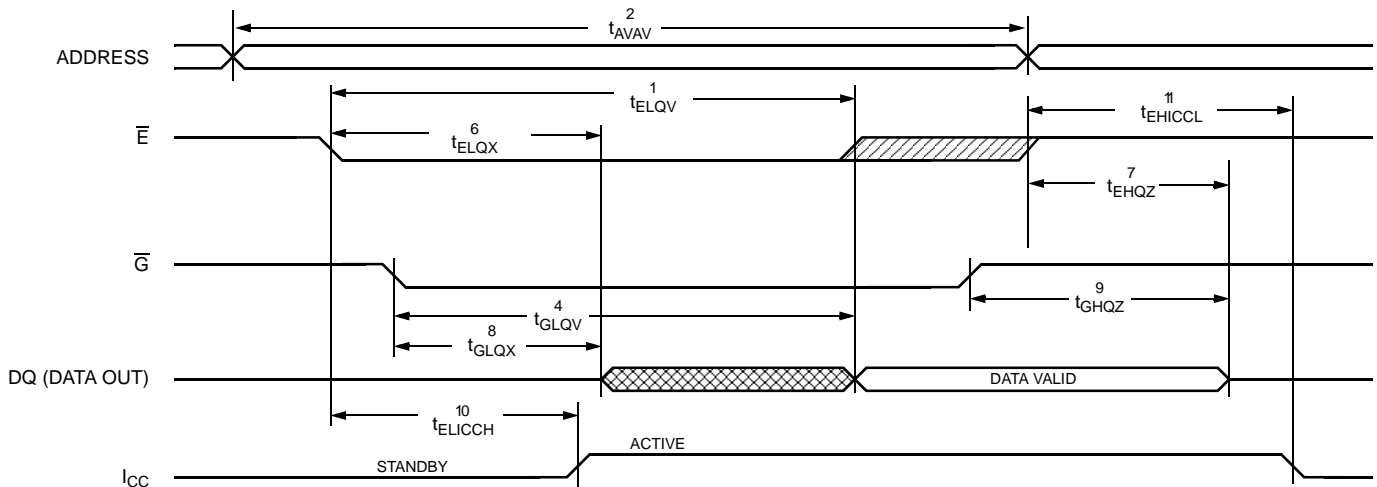 2
tAVAV
ADDRESS
1
tELQV
11
tEHICCL
E
6
tELQX
7
tEHQZ
G
9
tGHQZ
4
tGLQV
8
tGLQX
DQ (DATA OUT)
DATA VALID
10
tELICCH
ACTIVE
STANDBY
ICC